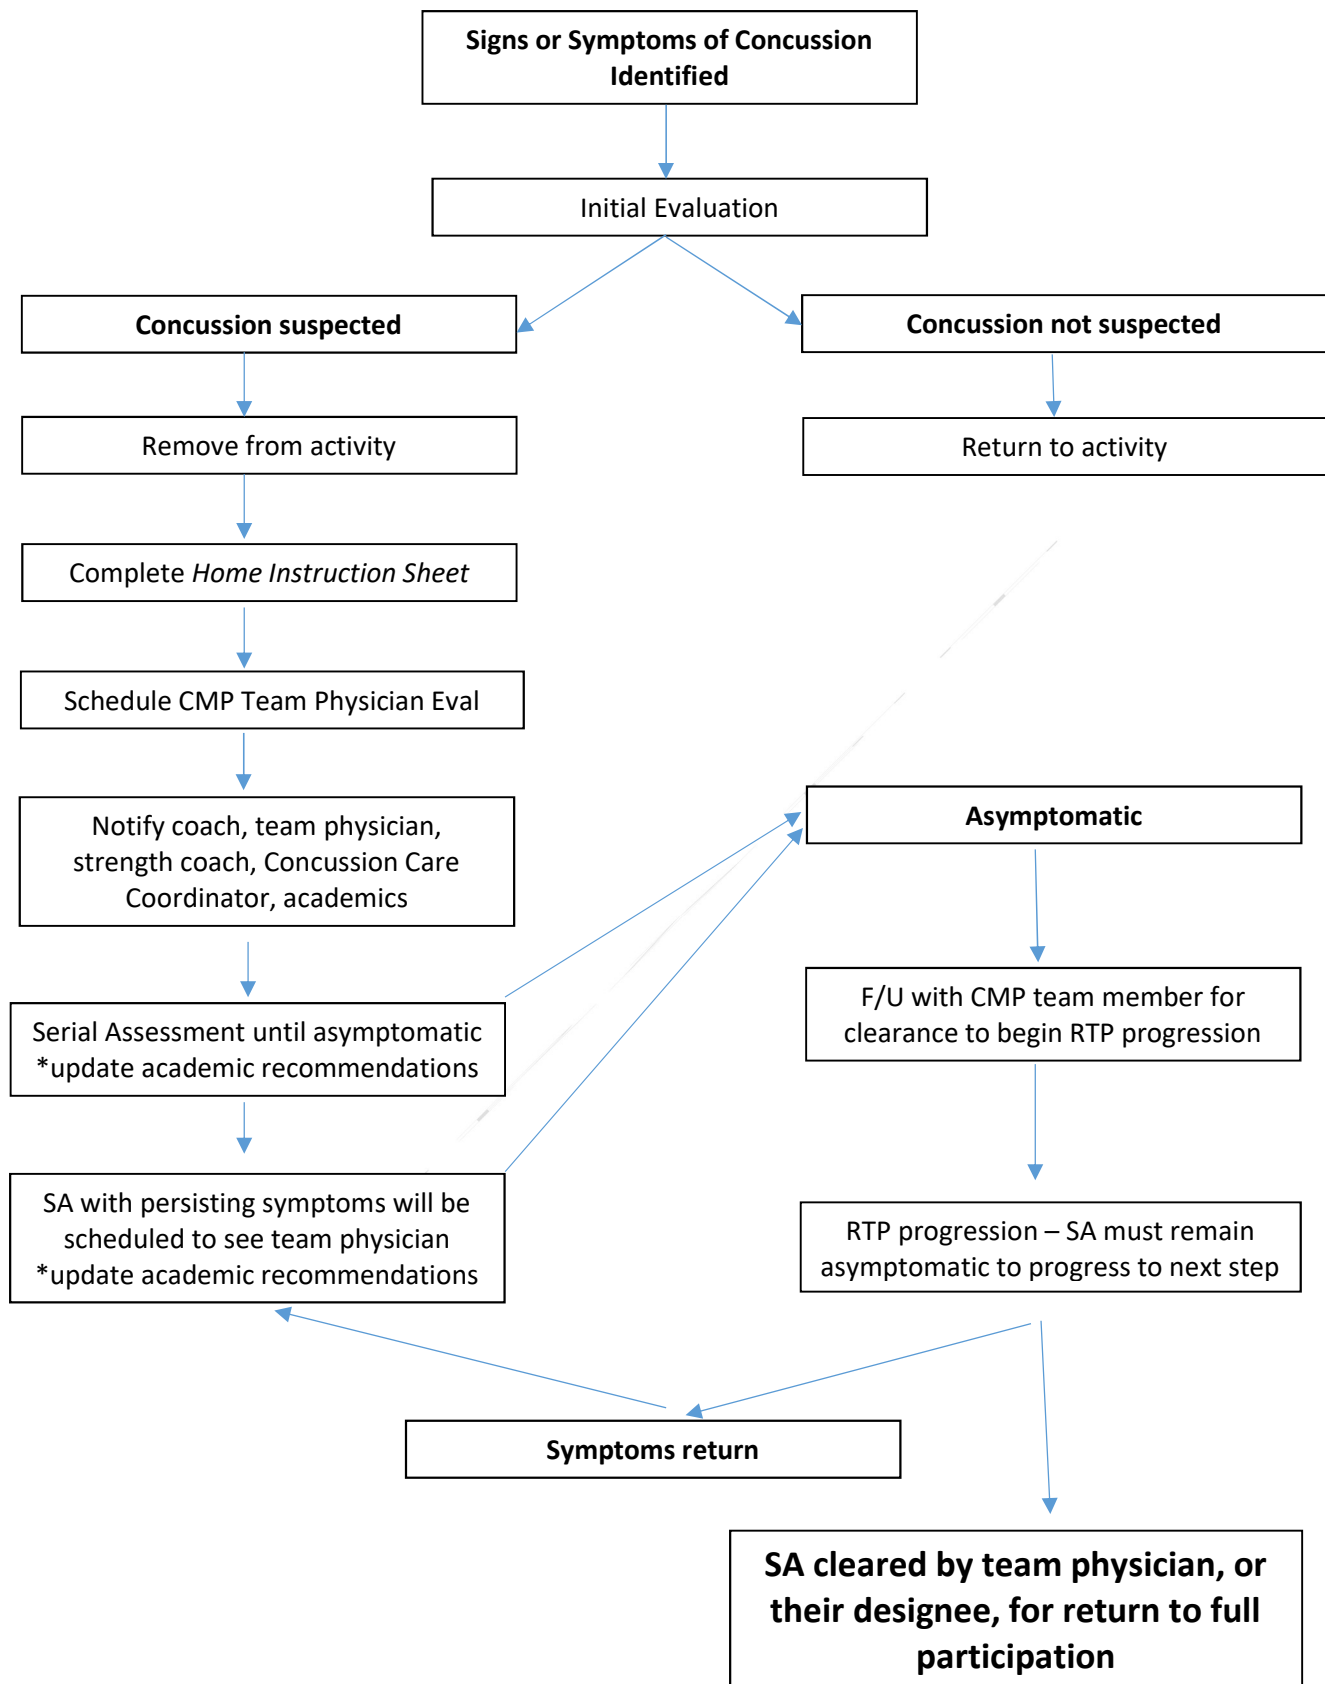 Signs or Symptoms of Concussion
Identified
Initial Evaluation
Concussion suspected
Concussion not suspected
Remove from activity
Return to activity
Complete Home Instruction Sheet
Schedule CMP Team Physician Eval
Notify coach, team physician,
strength coach, Concussion Care
Coordinator, academics
Asymptomatic
Serial Assessment until asymptomatic
*update academic recommendations
F/U with CMP team member for
clearance to begin RTP progression
SA with persisting symptoms will be
scheduled to see team physician
*update academic recommendations
RTP progression – SA must remain
asymptomatic to progress to next step
Symptoms return
SA cleared by team physician, or
their designee, for return to full
participation